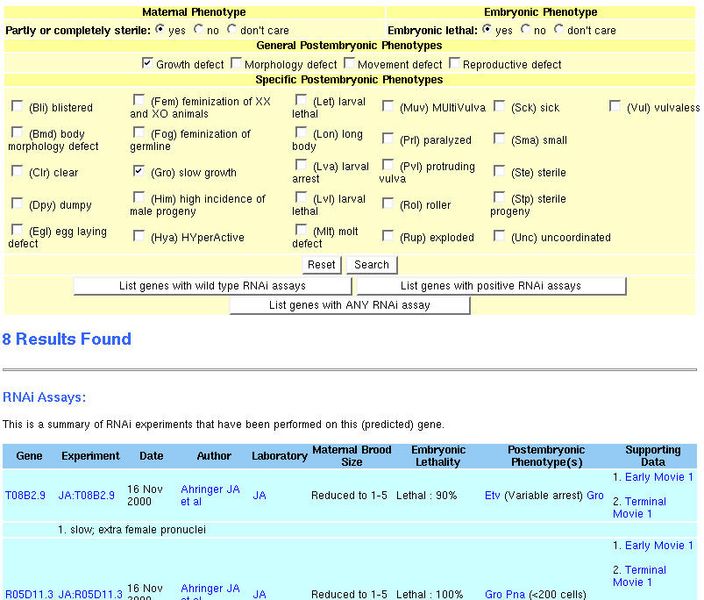 Maternal Phenotype Embryonic Phenotype
Partly or completely sterile: yes no don't care Embryonic lethal: yes no don't care
General Postembryonic Phenotypes
Growth defect Morphology defect Movement defect Reproductive defect
Specific Postembryonic Phenotypes
(Bli) blistered
(Fem) feminization of XX
and XO animals
(Let) larval
lethal
(Muv) MUltiVulva
(Sck) sick
(Vul) vulvaless
(Bmd) body
morphology defect
(Fog) feminization of
germline
(Lon) long
body
(Prl) paralyzed
(Sma) small
(Clr) clear
(Gro) slow growth
(Lva) larval
arrest
(Pvl) protruding
vulva
(Ste) sterile
(Dpy) dumpy
(Him) high incidence of
male progeny
(Lvl) larval
lethal
(Rol) roller
(Stp) sterile
progeny
(Egl) egg laying
defect
(Hya) HYperActive
(Mlt) molt
defect
(Rup) exploded
(Unc) uncoordinated
Reset Search
List genes with wild type RNAi assays List genes with positive RNAi assays
List genes with ANY RNAi assay
8 Results Found
RNAi Assays:
This is a summary of RNAi experiments that have been performed on this (predicted) gene.
Gene
Experiment
Date
Author
Laboratory
Maternal Brood
Size
Embryonic
Lethality
Postembryonic
Phenotype(s)
Supporting
Data
T08B2.9
JA:T08B2.9
16 Nov
2000
Ahringer JA
et al
JA
Reduced to 1-5
Lethal : 90%
Etv (Variable arrest) Gro
1. Early Movie 1
2. Terminal
Movie 1
1. slow; extra female pronuclei
R05D11.3
JA:R05D11.3
16 Nov
2000
Ahringer JA
et al
JA
Reduced to 1-5
Lethal : 100%
Gro Pna (<200 cells)
1. Early Movie 1
2. Terminal
Movie 1